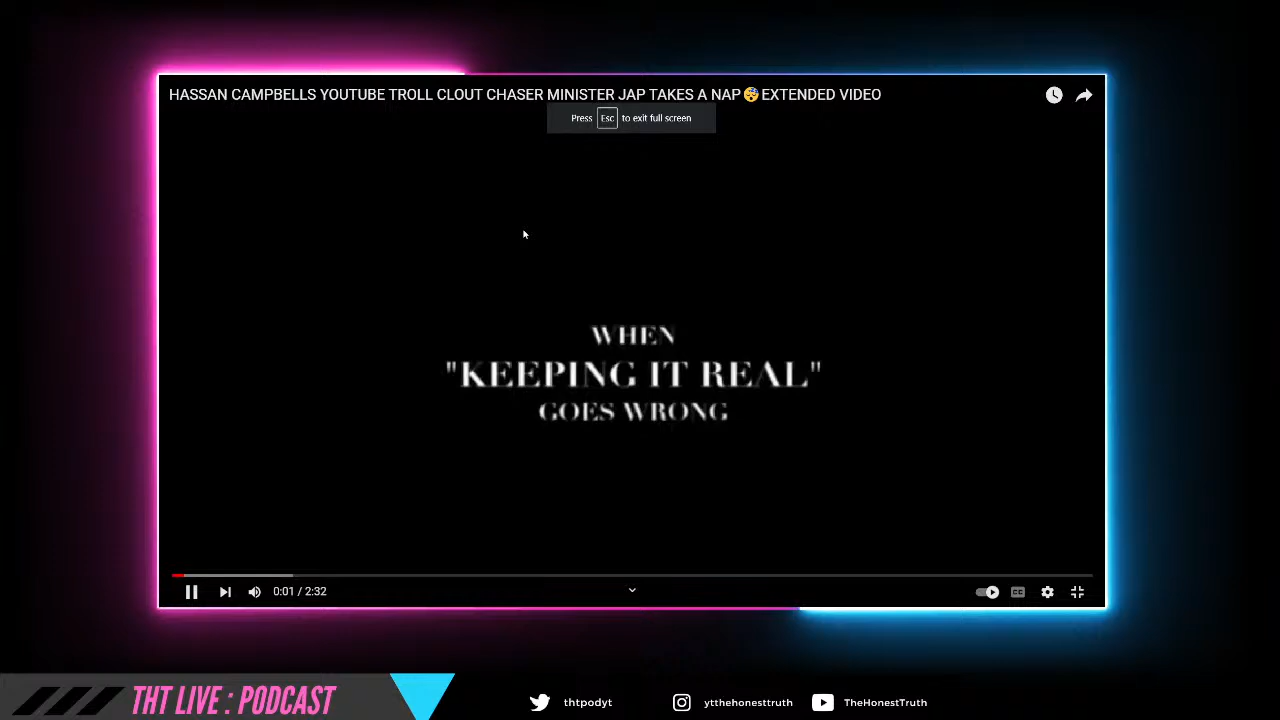 HASSAN CAMPBELLS YOUTUBE TROLL CLOUT CHASER MINISTER JAP TAKES A NAP😴EXTENDED VIDEO
Press Esc to exit full screen
WHEN
"KEEPING IT REAL"
GOES WRONG
0:01 / 2:32
CC
THT LIVE : PODCAST
thtpodyt
ytthehonesttruth
TheHonestTruth